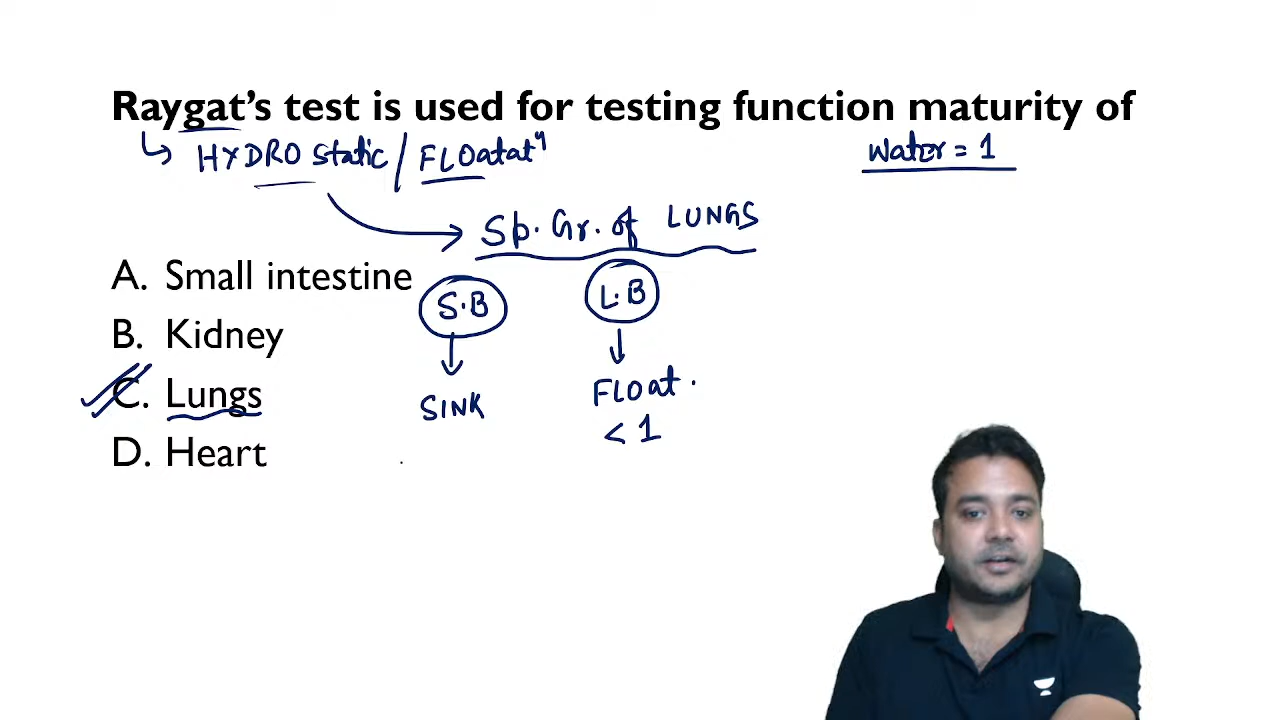 Raygat's test is used for testing function maturity of
HYDRO static / FLOatatⁿ
water = 1
Sp. Gr. of LUNGS
A. Small intestine
S.B
L.B
B. Kidney
C. Lungs
SINK
FLOat.
< 1
D. Heart